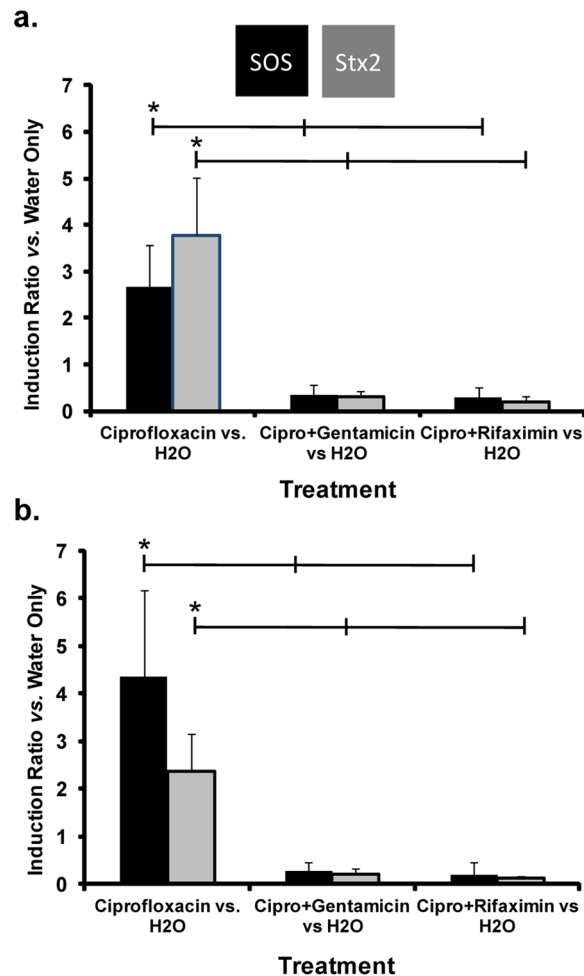 a.
SOS Stx2
Induction Ratio vs. Water Only
7
6
5
4
3
2
1
0
*
*
Ciprofloxacin vs. Cipro+Gentamicin Cipro+Rifaximin vs
H2O vs H2O H2O
Treatment
b.
Induction Ratio vs. Water Only
7
6
5
4
3
2
1
0
*
*
Ciprofloxacin vs. Cipro+Gentamicin Cipro+Rifaximin vs
H2O vs H2O H2O
Treatment